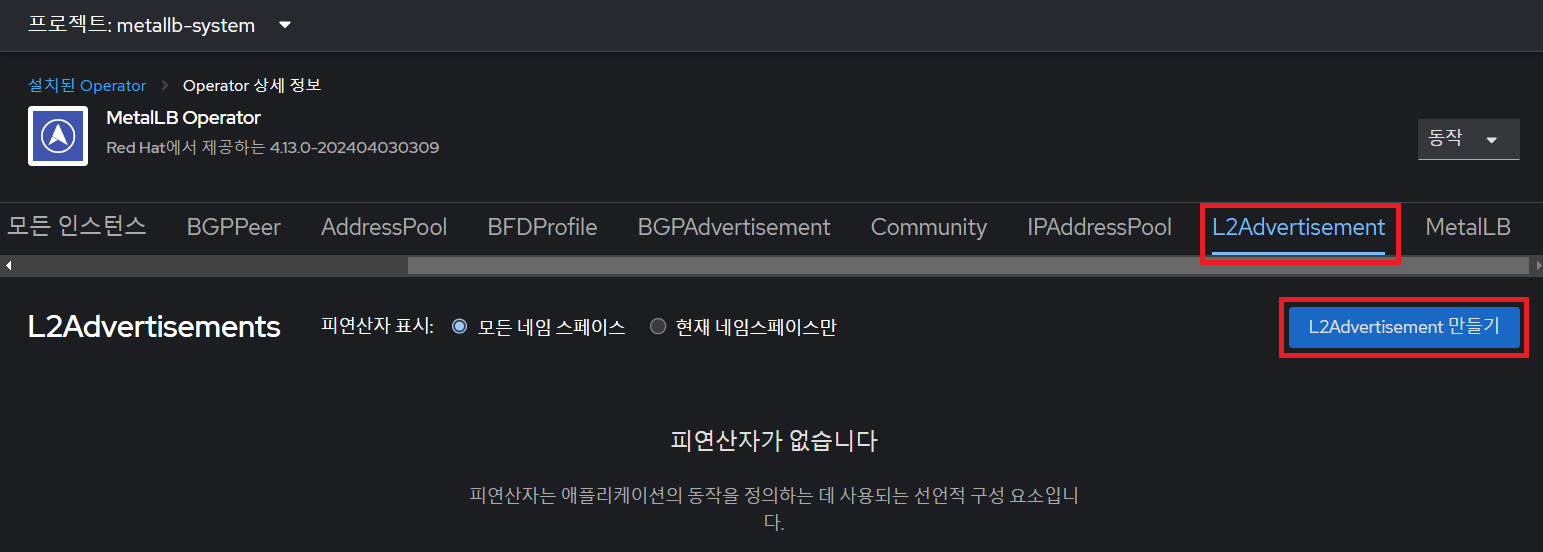 프로젝트: metallb-system
설치된 Operator > Operator 상세 정보
MetalLB Operator
Red Hat에서 제공하는 4.13.0-202404030309
동작
모든 인스턴스 BGPPeer AddressPool BFDProfile BGPAdvertisement Community IPAddressPool L2Advertisement MetalLB
L2Advertisements 피연산자 표시: 모든 네임 스페이스 현재 네임스페이스만 L2Advertisement 만들기
피연산자가 없습니다
피연산자는 애플리케이션의 동작을 정의하는 데 사용되는 선언적 구성 요소입니
다.